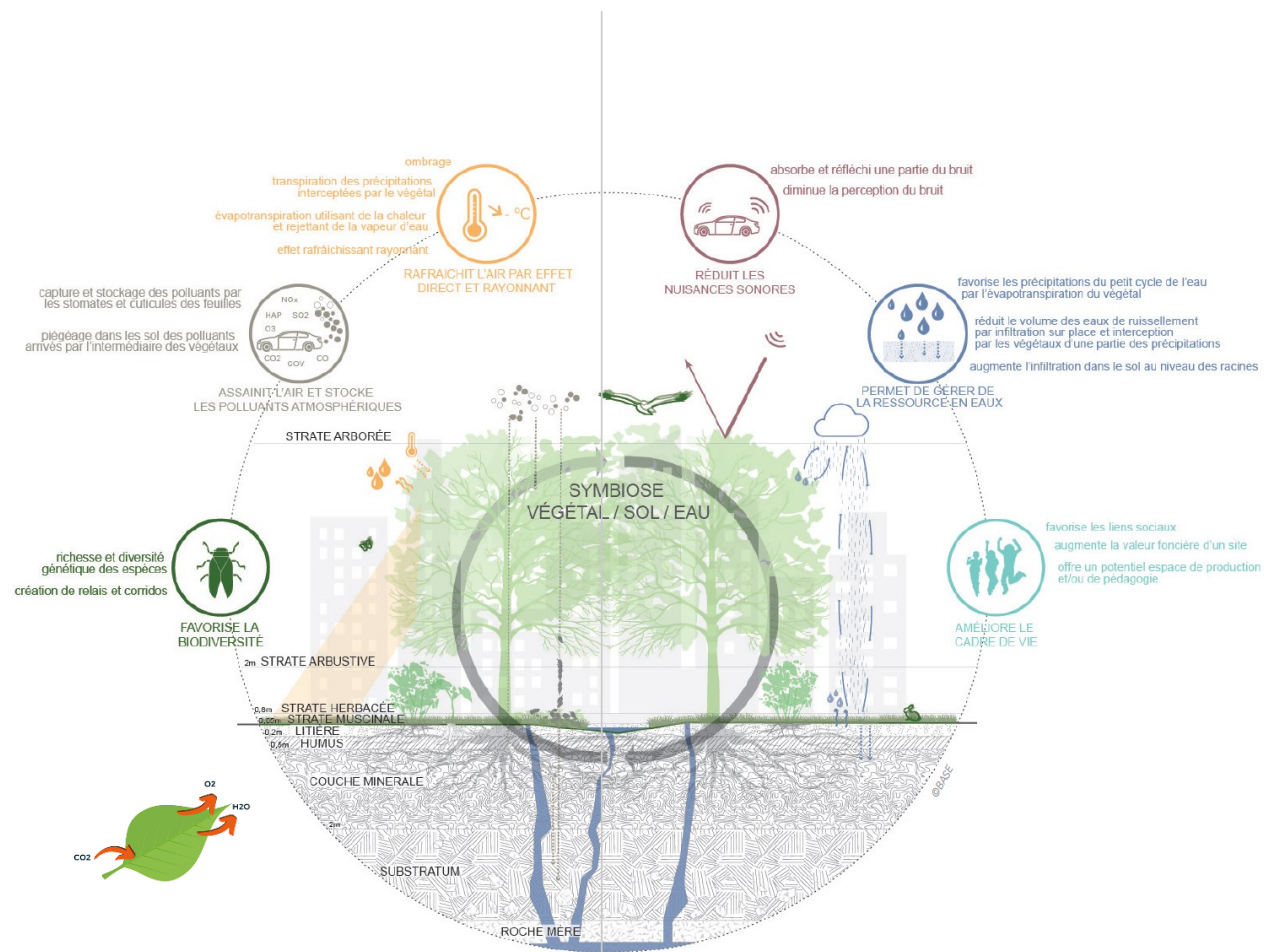 ombrage
transpiration des précipitations
interceptées par le végétal
évapotranspiration utilisant de la chaleur
et rejettant de la vapeur d'eau
effet rafraîchissant rayonnant
- °C
RAFRAICHIT L'AIR PAR EFFET
DIRECT ET RAYONNANT
absorbe et réfléchi une partie du bruit
diminue la perception du bruit
RÉDUIT LES
NUISANCES SONORES
capture et stockage des polluants par
les stomates et cuticules des feuilles
piégeage dans les sol des polluants
arrivés par l'intermédiaire des végétaux
NOx
HAP SO2
O3
CO2 CO
COV
ASSAINIT L'AIR ET STOCKE
LES POLLUANTS ATMOSPHÉRIQUES
favorise les précipitations du petit cycle de l'eau
par l'évapotranspiration du végétal
réduit le volume des eaux de ruissellement
par infiltration sur place et interception
par les végétaux d'une partie des précipitations
augmente l'infiltration dans le sol au niveau des racines
PERMET DE GÉRER DE
LA RESSOURCE EN EAUX
STRATE ARBORÉE
SYMBIOSE
VÉGÉTAL / SOL / EAU
richesse et diversité
génétique des espèces
création de relais et corridos
FAVORISE LA
BIODIVERSITÉ
favorise les liens sociaux
augmente la valeur foncière d'un site
offre un potentiel espace de production
et/ou de pédagogie
AMÉLIORE LE
CADRE DE VIE
2m STRATE ARBUSTIVE
0,8m STRATE HERBACÉE
0,05m STRATE MUSCINALE
0,2m LITIÈRE
0,5m HUMUS
COUCHE MINERALE
2m
SUBSTRATUM
ROCHE MÈRE
©BASE
O2
H2O
CO2